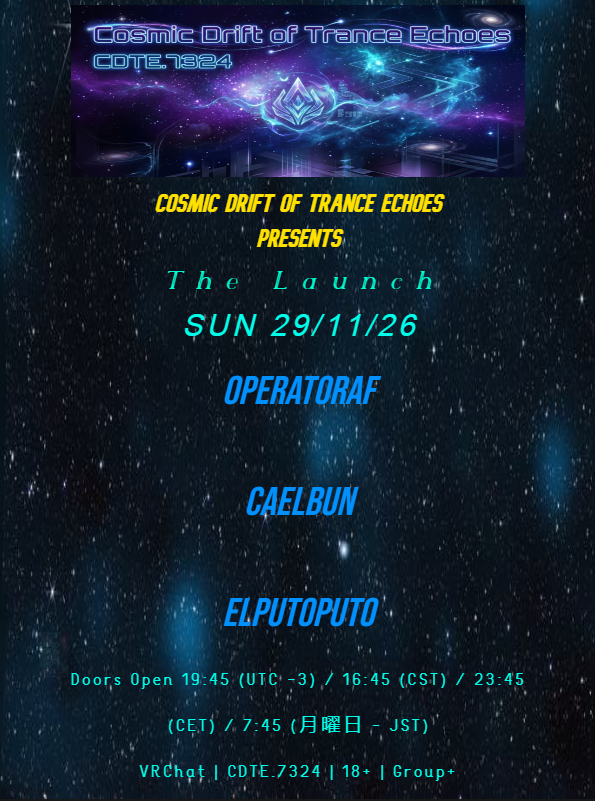 Cosmic Drift of Trance Echoes
CDTE.7324
COSMIC DRIFT OF TRANCE ECHOES
PRESENTS
The Launch
SUN 29/11/26
OPERATORAF
CAELBUN
ELPUTOPUTO
Doors Open 19:45 (UTC -3) / 16:45 (CST) / 23:45
(CET) / 7:45 (月曜日 - JST)
VRChat | CDTE.7324 | 18+ | Group+